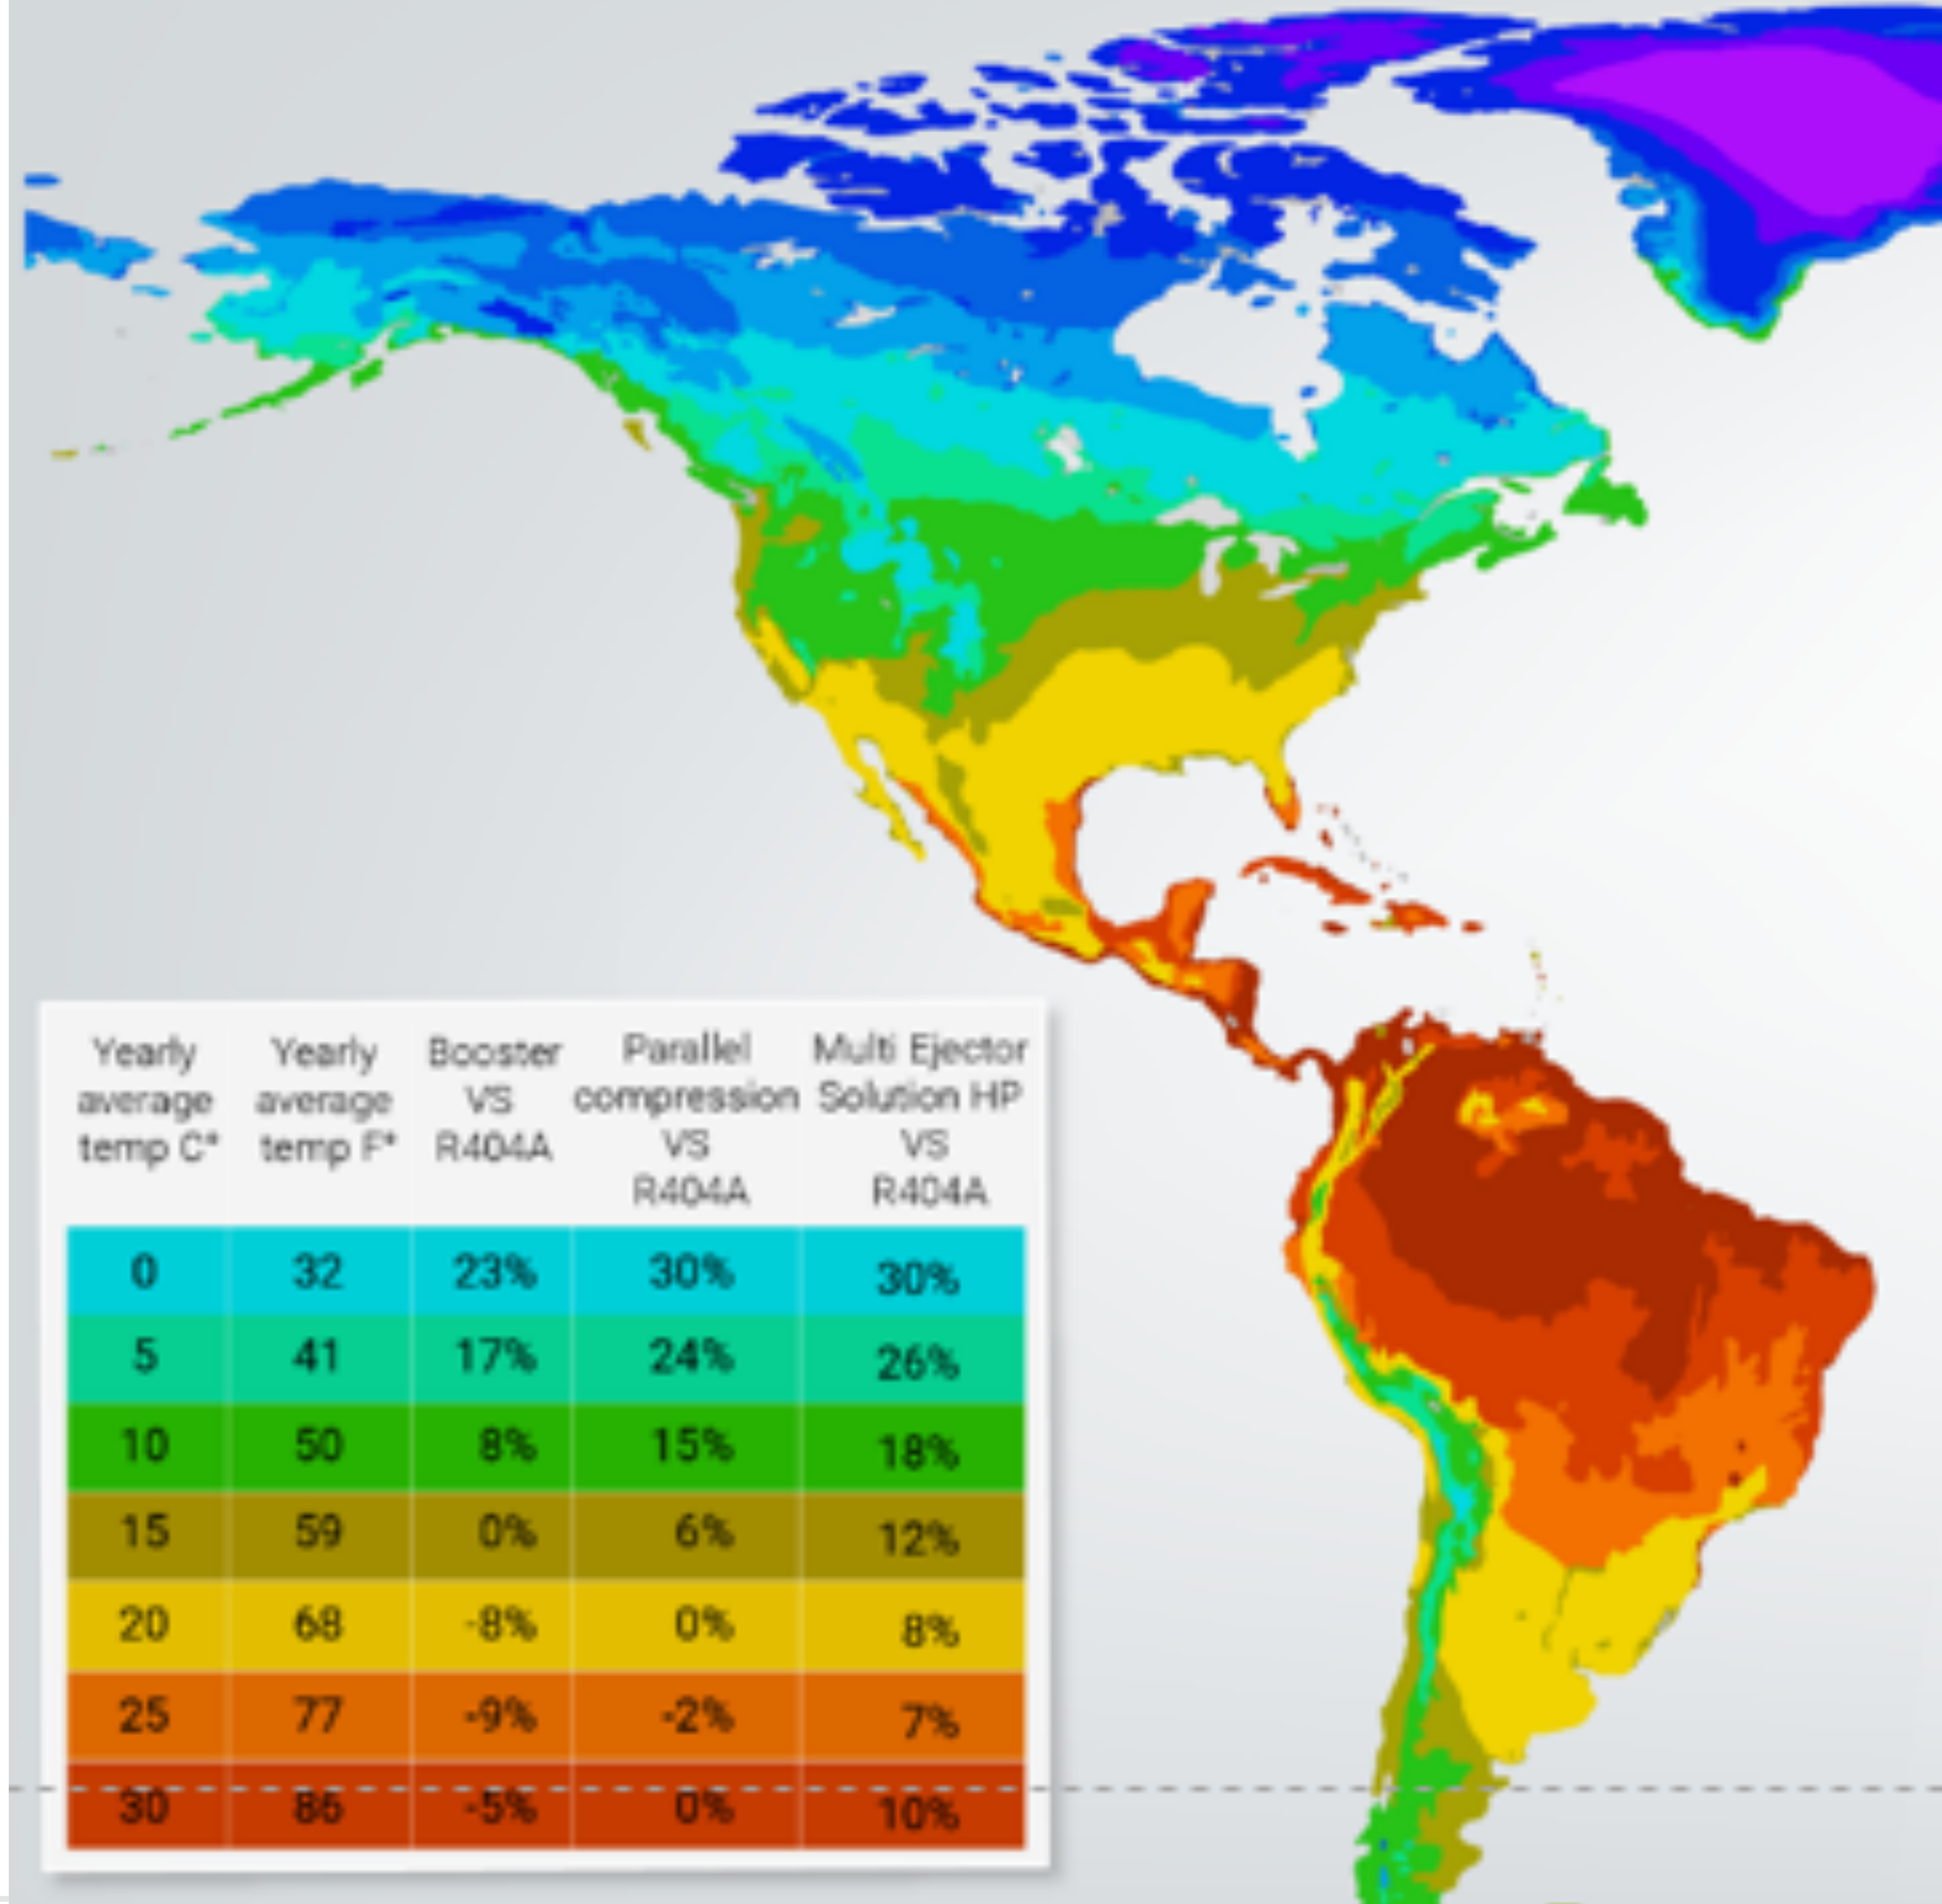 Yearly average temp C* Yearly average temp F* Booster VS R404A Parallel compression VS R404A Multi Ejector Solution HP VS R404A
0 32 23% 30% 30%
5 41 17% 24% 26%
10 50 8% 15% 18%
15 59 0% 6% 12%
20 68 -8% 0% 8%
25 77 -9% -2% 7%
30 86 -5% 0% 10%